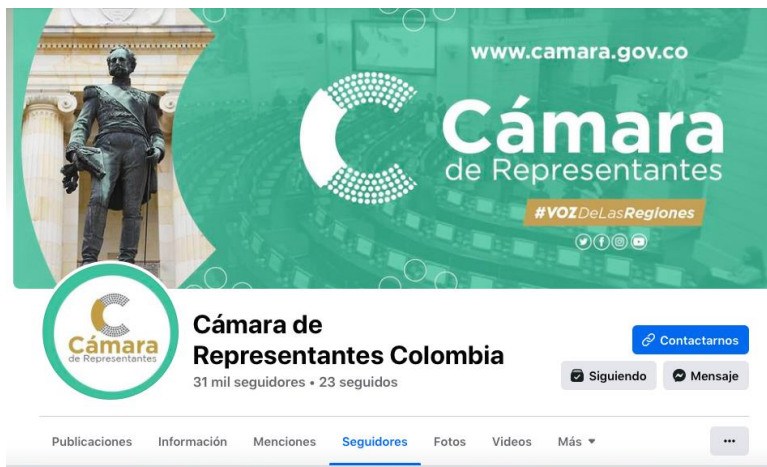 www.camara.gov.co
Cámara
de Representantes
#VOZDeLasRegiones
Cámara
de Representantes
Cámara de
Representantes Colombia
31 mil seguidores • 23 seguidos
Contactarnos
Siguiendo
Mensaje
Publicaciones Información Menciones Seguidores Fotos Videos Más ▾ •••